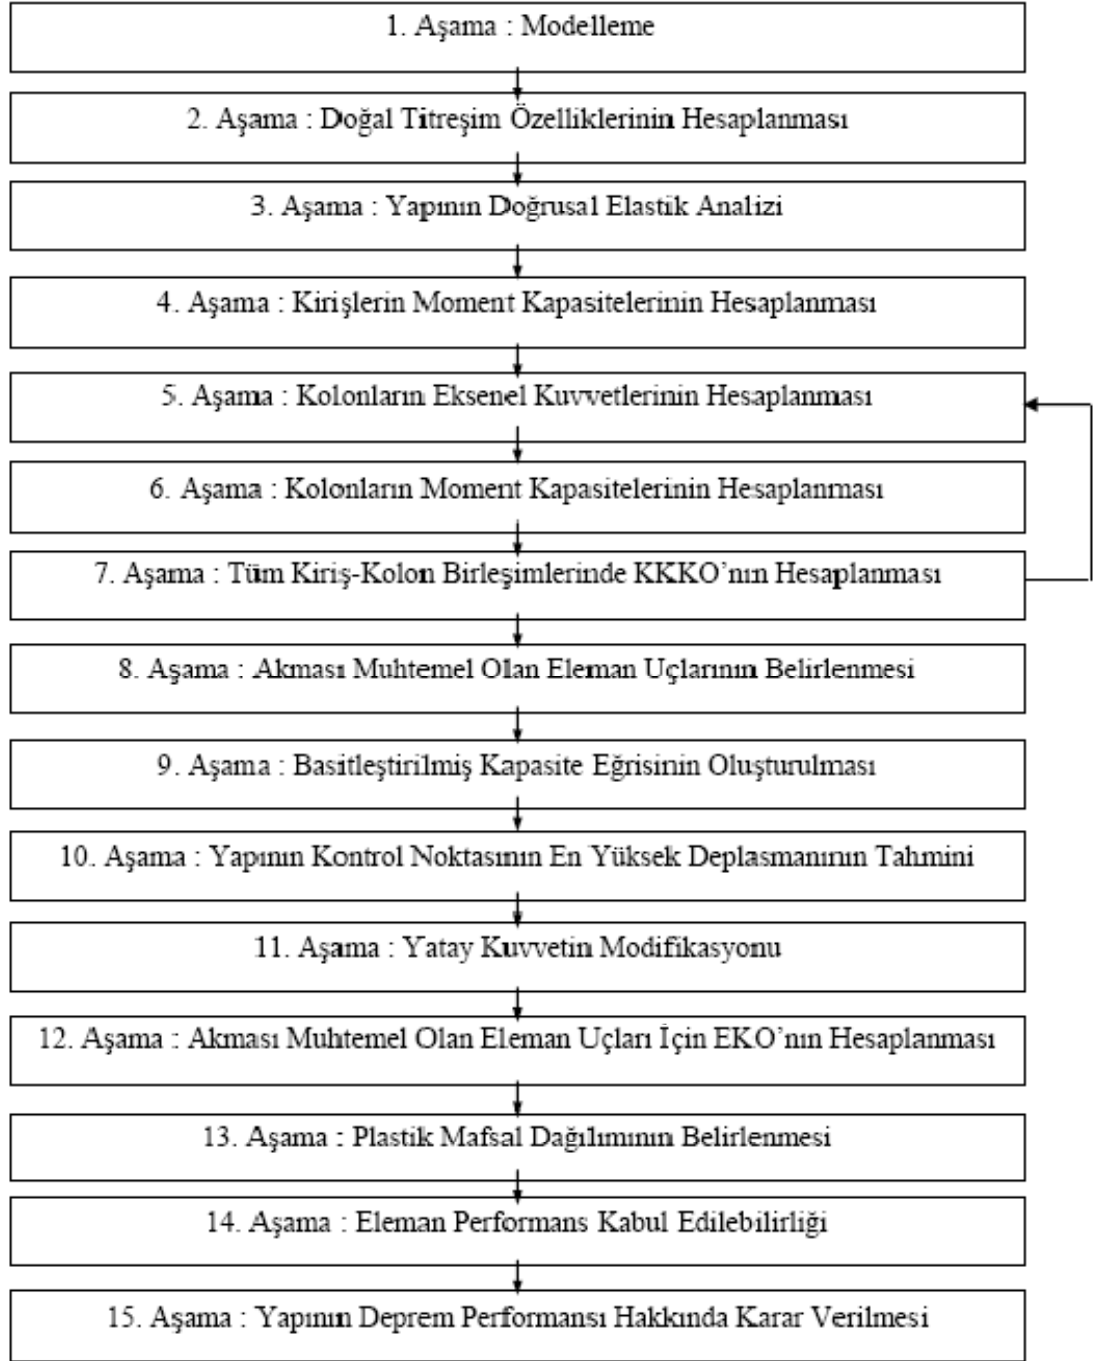 1. Aşama : Modelleme
2. Aşama : Doğal Titreşim Özelliklerinin Hesaplanması
3. Aşama : Yapının Doğrusal Elastik Analizi
4. Aşama : Kirişlerin Moment Kapasitelerinin Hesaplanması
5. Aşama : Kolonların Eksenel Kuvvetlerinin Hesaplanması
6. Aşama : Kolonların Moment Kapasitelerinin Hesaplanması
7. Aşama : Tüm Kiriş-Kolon Birleşimlerinde KKKO’nın Hesaplanması
8. Aşama : Akması Muhtemel Olan Eleman Uçlarının Belirlenmesi
9. Aşama : Basitleştirilmiş Kapasite Eğrisinin Oluşturulması
10. Aşama : Yapının Kontrol Noktasının En Yüksek Deplasmanının Tahmini
11. Aşama : Yatay Kuvvetin Modifikasyonu
12. Aşama : Akması Muhtemel Olan Eleman Uçları İçin EKO’nın Hesaplanması
13. Aşama : Plastik Mafsal Dağılımının Belirlenmesi
14. Aşama : Eleman Performans Kabul Edilebilirliği
15. Aşama : Yapının Deprem Performansı Hakkında Karar Verilmesi